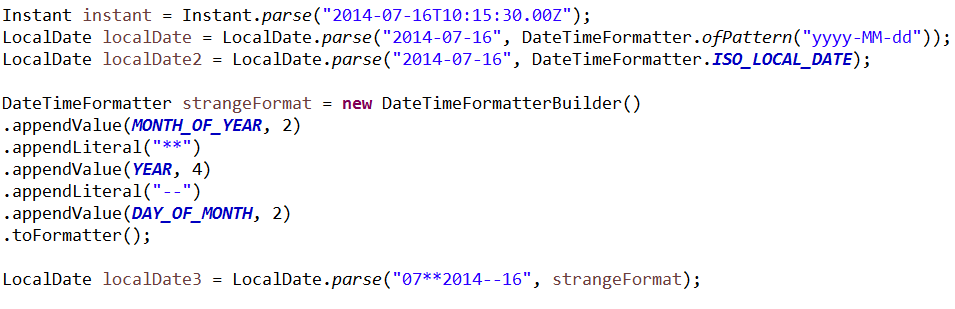 Instant instant = Instant.parse("2014-07-16T10:15:30.00Z");
LocalDate localDate = LocalDate.parse("2014-07-16", DateTimeFormatter.ofPattern("yyyy-MM-dd"));
LocalDate localDate2 = LocalDate.parse("2014-07-16", DateTimeFormatter.ISO_LOCAL_DATE);
DateTimeFormatter strangeFormat = new DateTimeFormatterBuilder()
.appendValue(MONTH_OF_YEAR, 2)
.appendLiteral("**")
.appendValue(YEAR, 4)
.appendLiteral("--")
.appendValue(DAY_OF_MONTH, 2)
.toFormatter();
LocalDate localDate3 = LocalDate.parse("07**2014--16", strangeFormat);